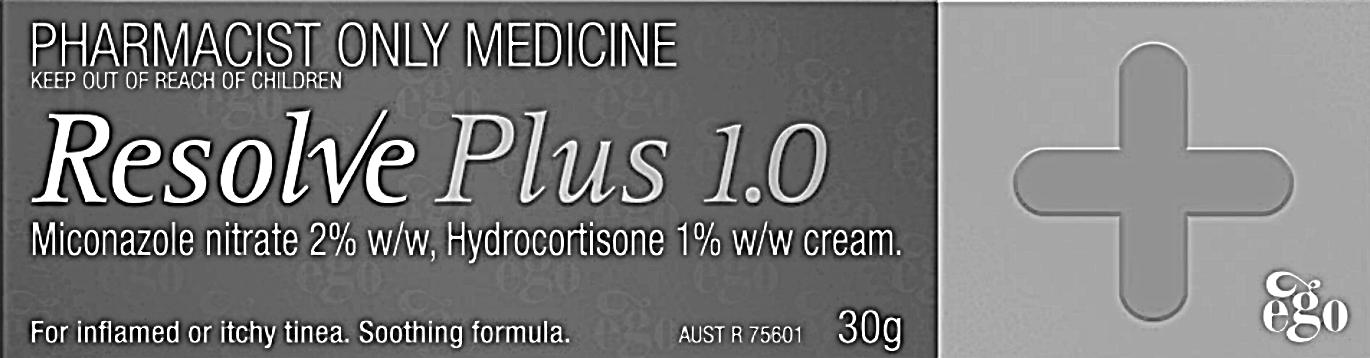 PHARMACIST ONLY MEDICINE
KEEP OUT OF REACH OF CHILDREN
Resolve Plus 1.0
Miconazole nitrate 2% w/w, Hydrocortisone 1% w/w cream.
For inflamed or itchy tinea. Soothing formula.
AUST R 75601 30g
ego